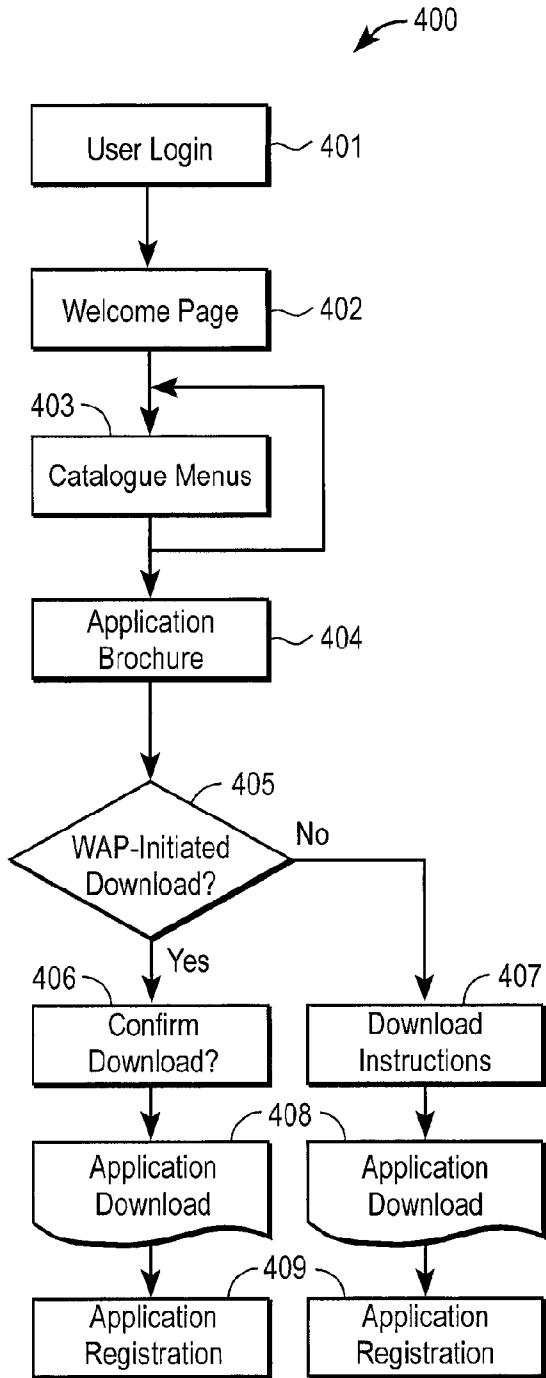 400
User Login
401
Welcome Page
402
403
Catalogue Menus
Application
Brochure
404
405
WAP-Initiated
Download?
No
Yes
406
Confirm
Download?
407
Download
Instructions
408
Application
Download
Application
Download
409
Application
Registration
Application
Registration